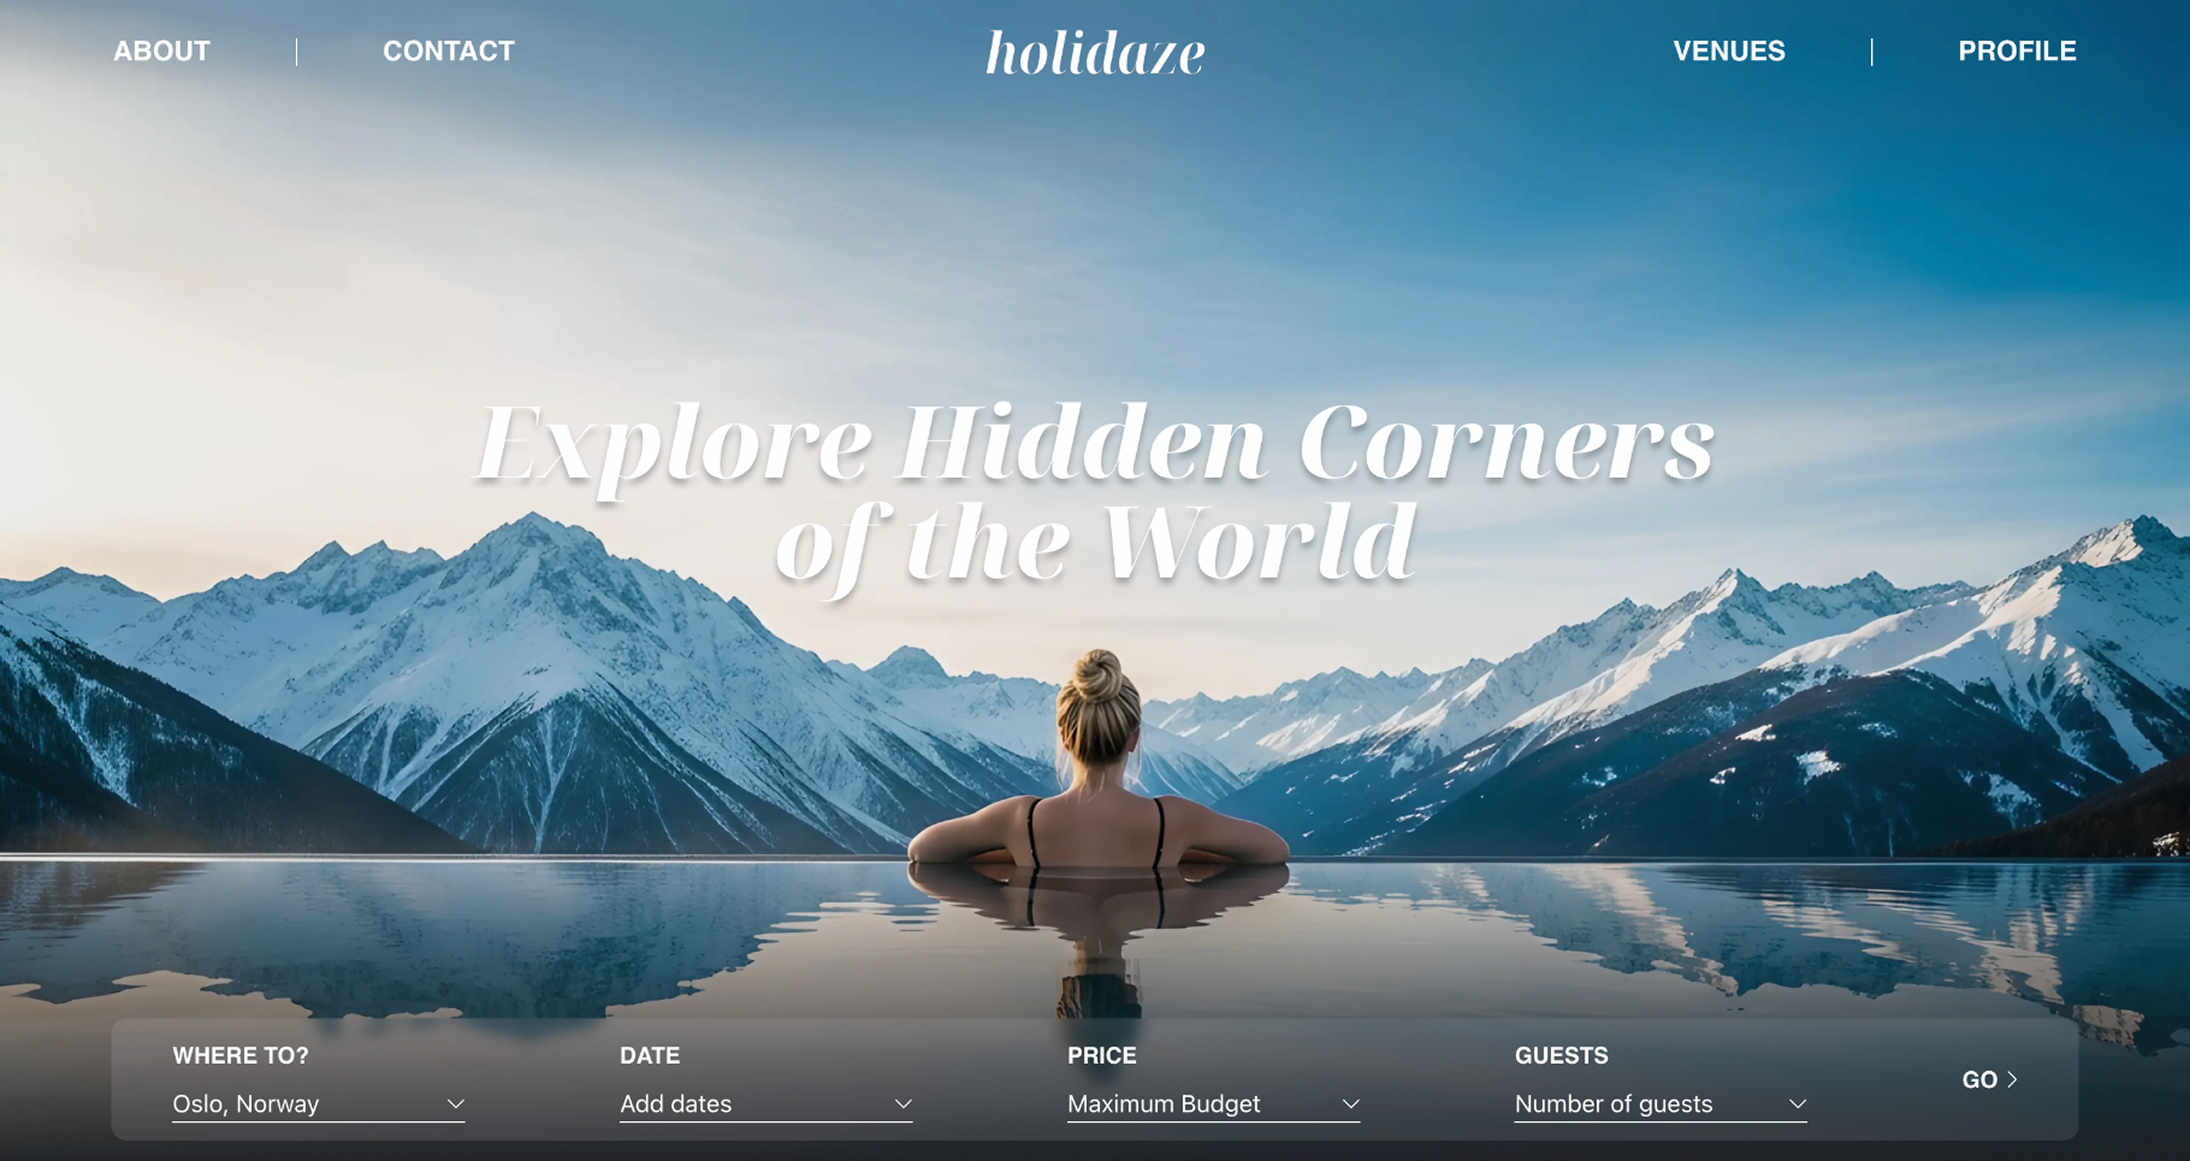 ABOUT | CONTACT
holidaze
VENUES | PROFILE
Explore Hidden Corners
of the World
WHERE TO?
Oslo, Norway
DATE
Add dates
PRICE
Maximum Budget
GUESTS
Number of guests
GO >